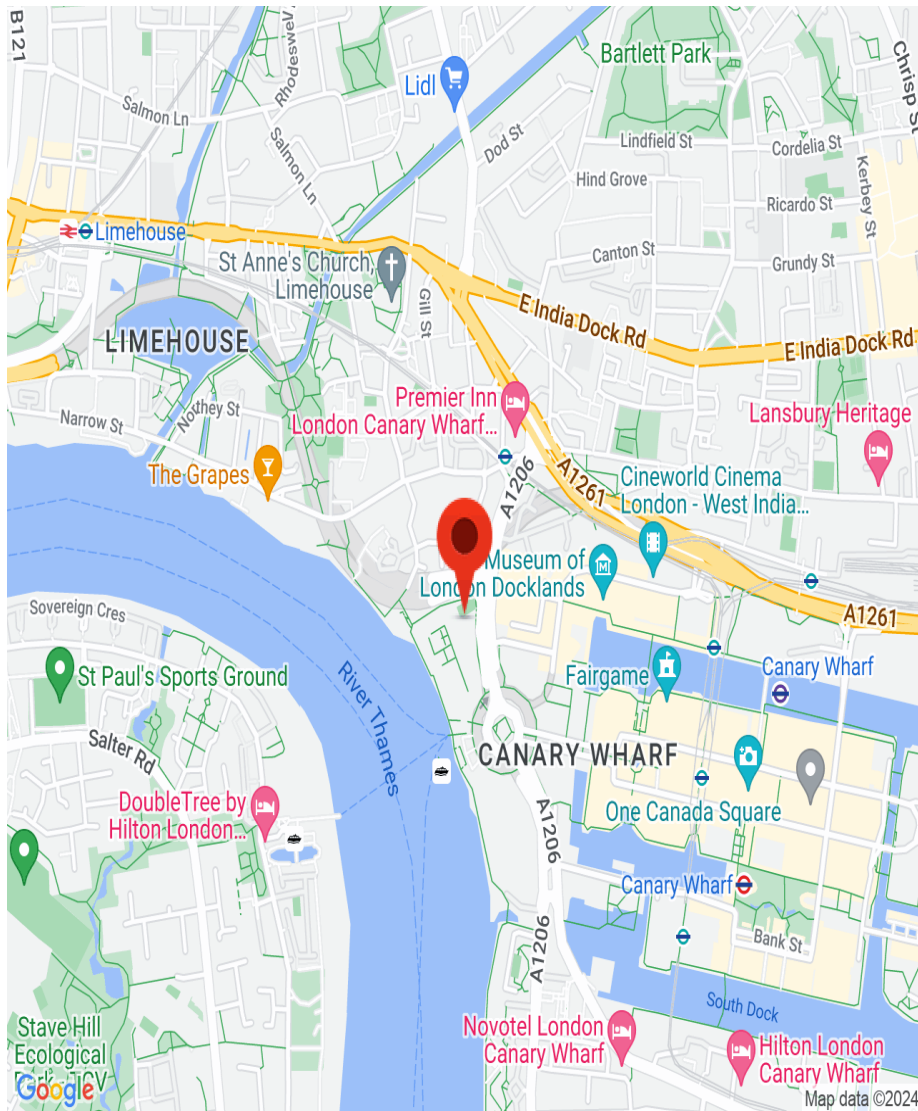 B121
Rhodeswell
Bartlett Park
Chrisp St
Lidl
Salmon Ln
Salmon Ln
Dod St
Lindfield St
Cordelia St
Kerbey St
Hind Grove
Ricardo St
Limehouse
Canton St
Grundy St
St Anne's Church,
Limehouse
Gill St
E India Dock Rd
E India Dock Rd
LIMEHOUSE
Premier Inn
London Canary Wharf...
Lansbury Heritage
Narrow St
Northey St
The Grapes
A1206
A1261
Cineworld Cinema
London - West India...
Museum of
London Docklands
Sovereign Cres
A1261
St Paul's Sports Ground
River Thames
Fairgame
Canary Wharf
Salter Rd
CANARY WHARF
DoubleTree by
Hilton London...
A1206
One Canada Square
Canary Wharf
A1206
Bank St
South Dock
Stave Hill
Ecological
Novotel London
Canary Wharf
Hilton London
Canary Wharf
Google
Map data ©2024